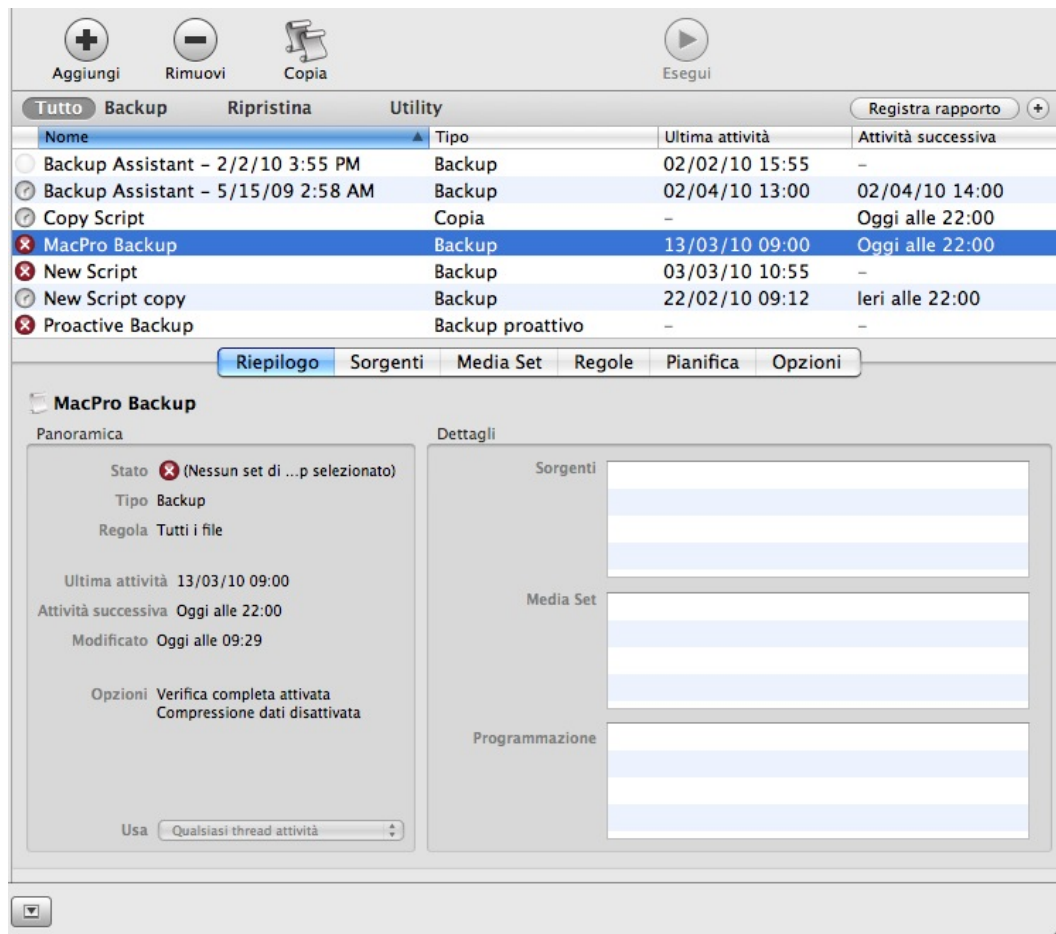 Aggiungi Rimuovi Copia Esegui
Tutto Backup Ripristina Utility Registra rapporto
Nome Tipo Ultima attività Attività successiva
Backup Assistant – 2/2/10 3:55 PM Backup 02/02/10 15:55 –
Backup Assistant – 5/15/09 2:58 AM Backup 02/04/10 13:00 02/04/10 14:00
Copy Script Copia – Oggi alle 22:00
MacPro Backup Backup 13/03/10 09:00 Oggi alle 22:00
New Script Backup 03/03/10 10:55 –
New Script copy Backup 22/02/10 09:12 Ieri alle 22:00
Proactive Backup Backup proattivo – –
Riepilogo Sorgenti Media Set Regole Pianifica Opzioni
MacPro Backup
Panoramica
Stato (Nessun set di ...p selezionato)
Tipo Backup
Regola Tutti i file
Ultima attività 13/03/10 09:00
Attività successiva Oggi alle 22:00
Modificato Oggi alle 09:29
Opzioni Verifica completa attivata
Compressione dati disattivata
Usa Qualsiasi thread attività
Dettagli
Sorgenti
Media Set
Programmazione